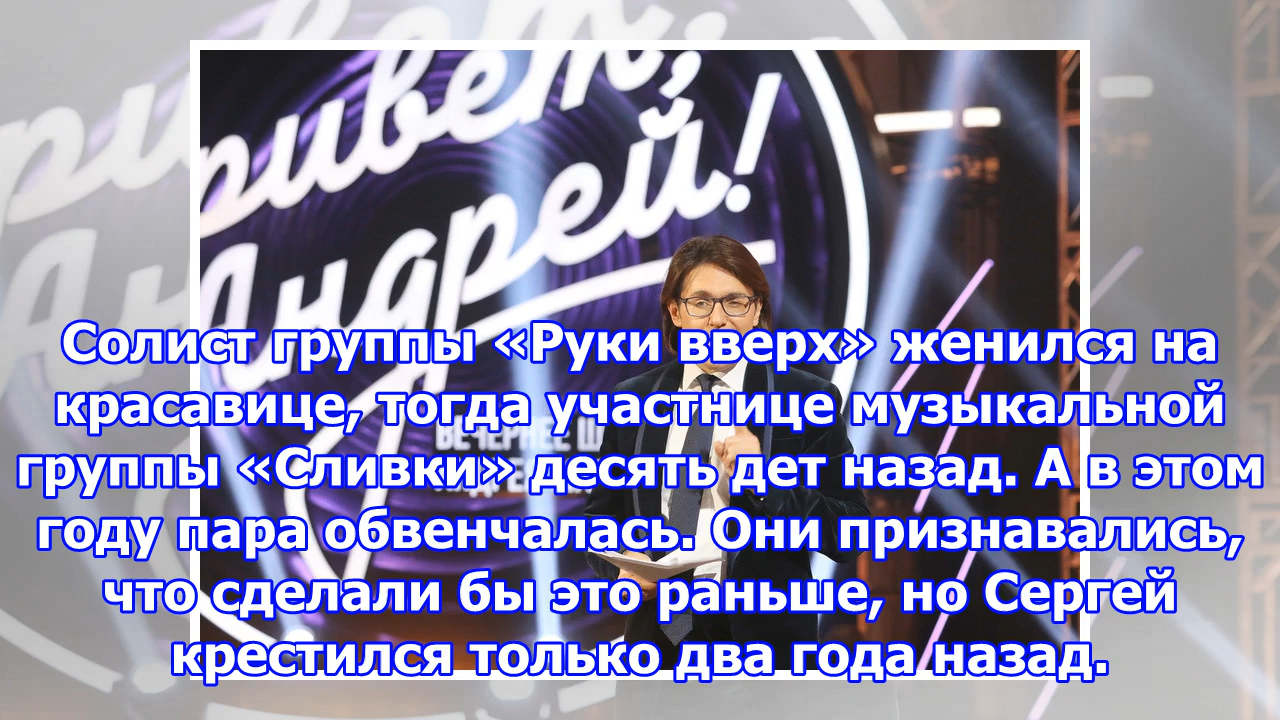 Привет,
Андрей!
ВЕЧЕРНЕЕ Ш
Солист группы «Руки вверх» женился на
красавице, тогда участнице музыкальной
группы «Сливки» десять дет назад. А в этом
году пара обвенчалась. Они признавались,
что сделали бы это раньше, но Сергей
крестился только два года назад.